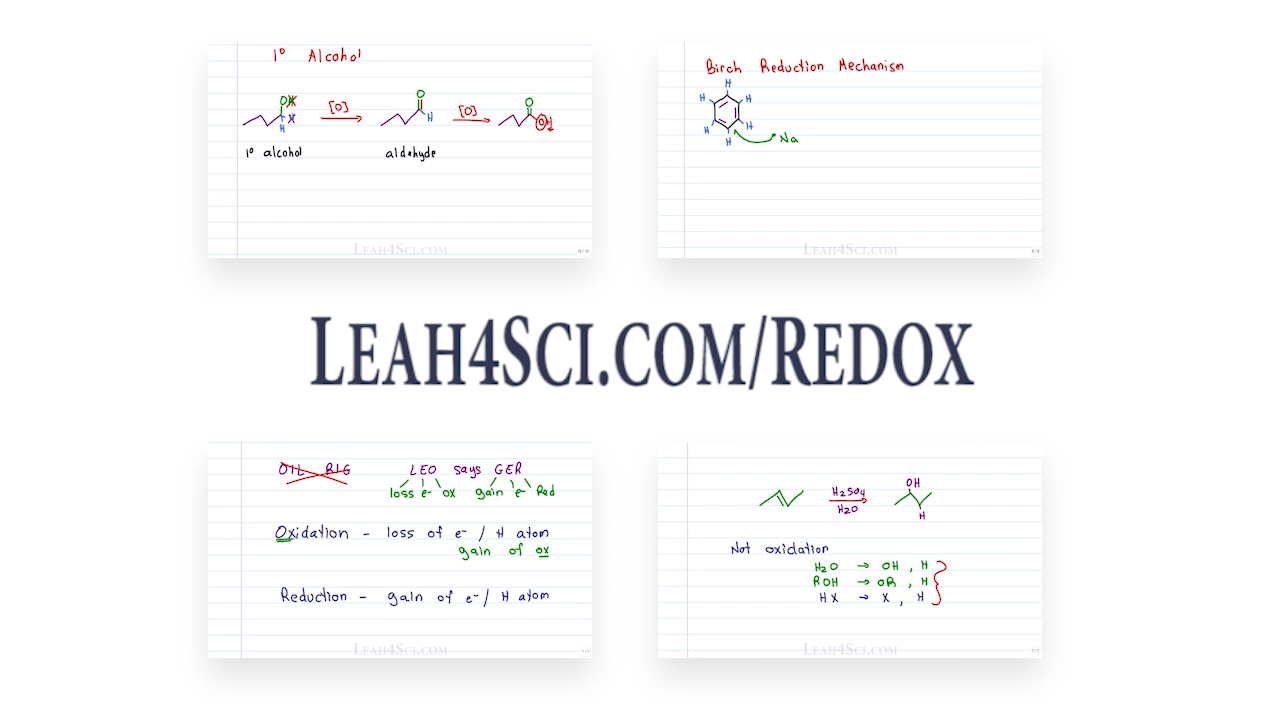 1° Alcohol
OH
H
[O]
O
H
[O]
O
OH
1° alcohol
aldehyde
LEAH4SCI.COM
Birch Reduction Mechanism
H
H
H
H
H
H
Na
LEAH4SCI.COM
LEAH4SCI.COM/REDOX
OIL RIG LEO says GER
loss e⁻ ox gain e⁻ Red
Oxidation - loss of e⁻ / H atom
gain of ox
Reduction - gain of e⁻ / H atom
LEAH4SCI.COM
H2SO4
H2O
OH
H
Not oxidation
H2O → OH , H
ROH → OR , H
HX → X , H
LEAH4SCI.COM